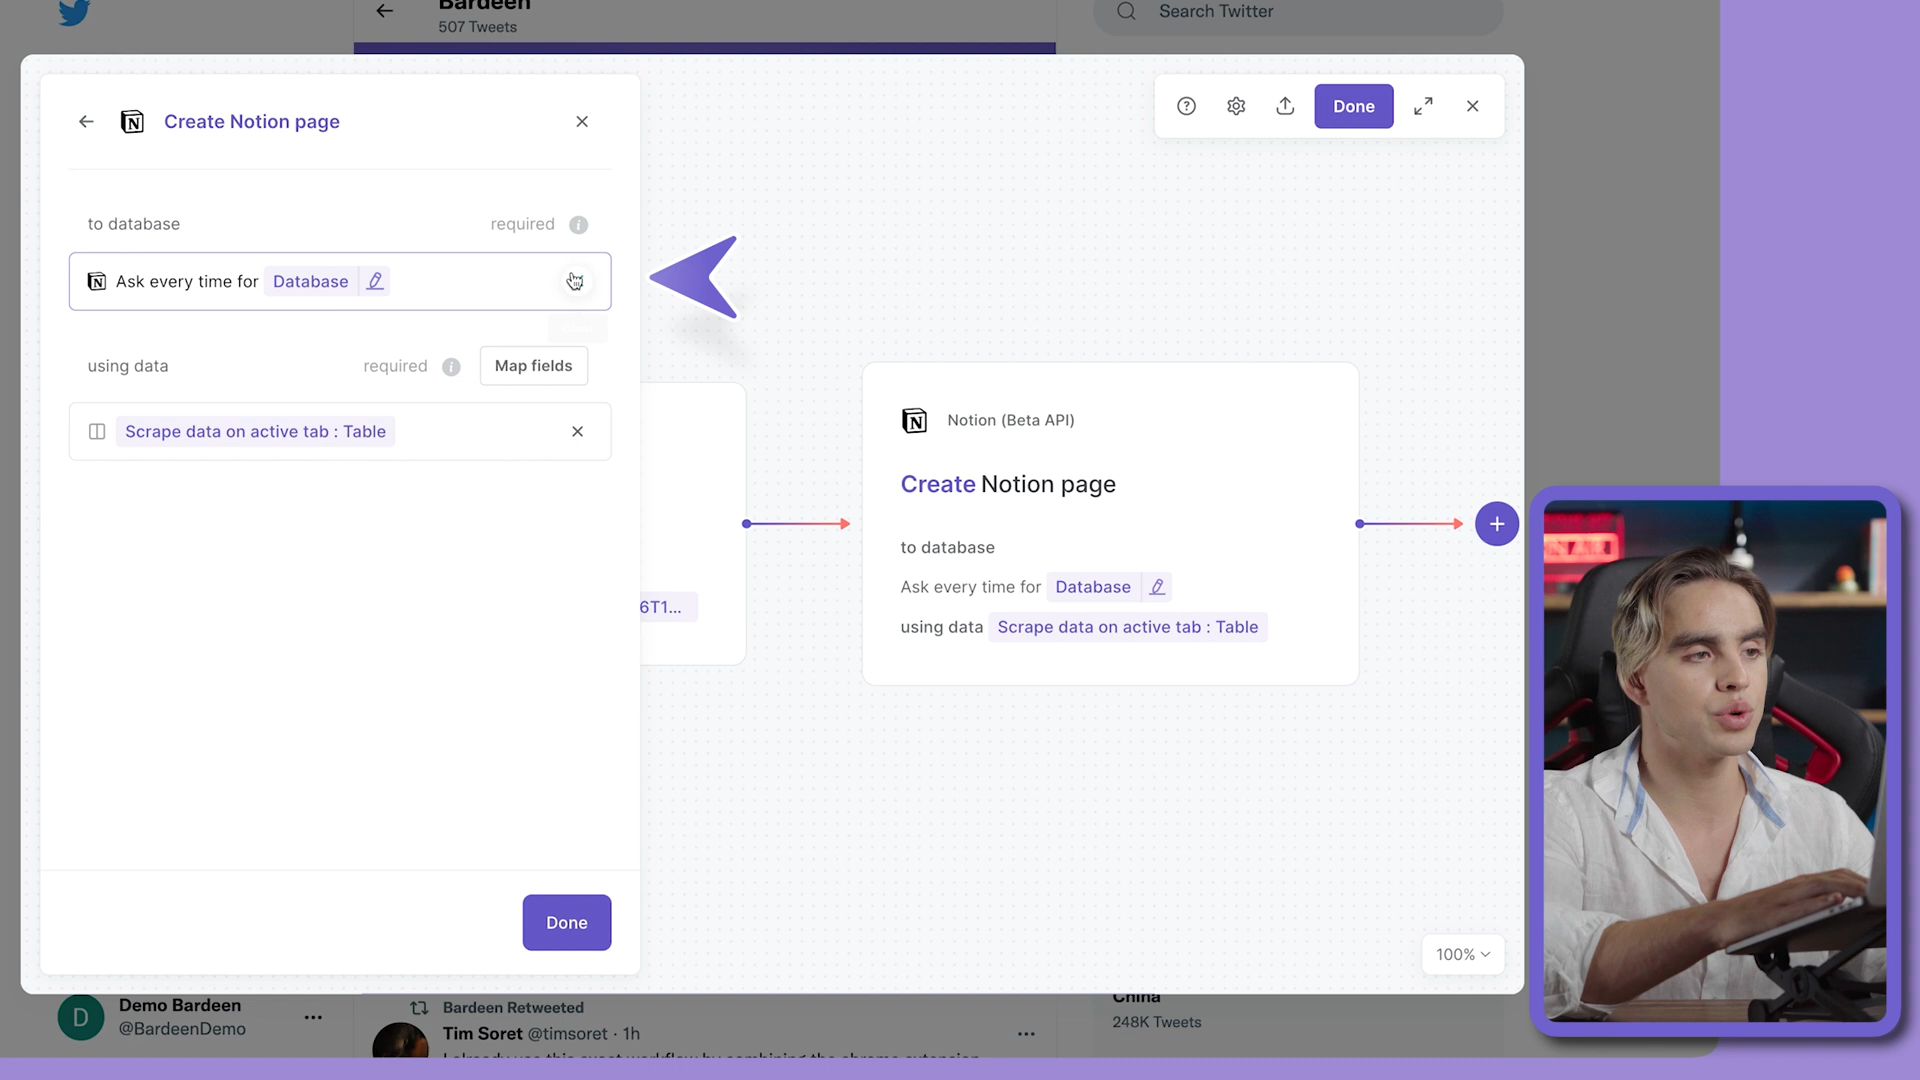 Bardeen
507 Tweets
Search Twitter
Create Notion page
Done
to database
required
Ask every time for Database
using data
required
Map fields
Scrape data on active tab : Table
6T1...
Notion (Beta API)
Create Notion page
to database
Ask every time for Database
using data Scrape data on active tab : Table
Done
100%
D
Demo Bardeen
@BardeenDemo
Bardeen Retweeted
Tim Soret @timsoret · 1h
China
248K Tweets